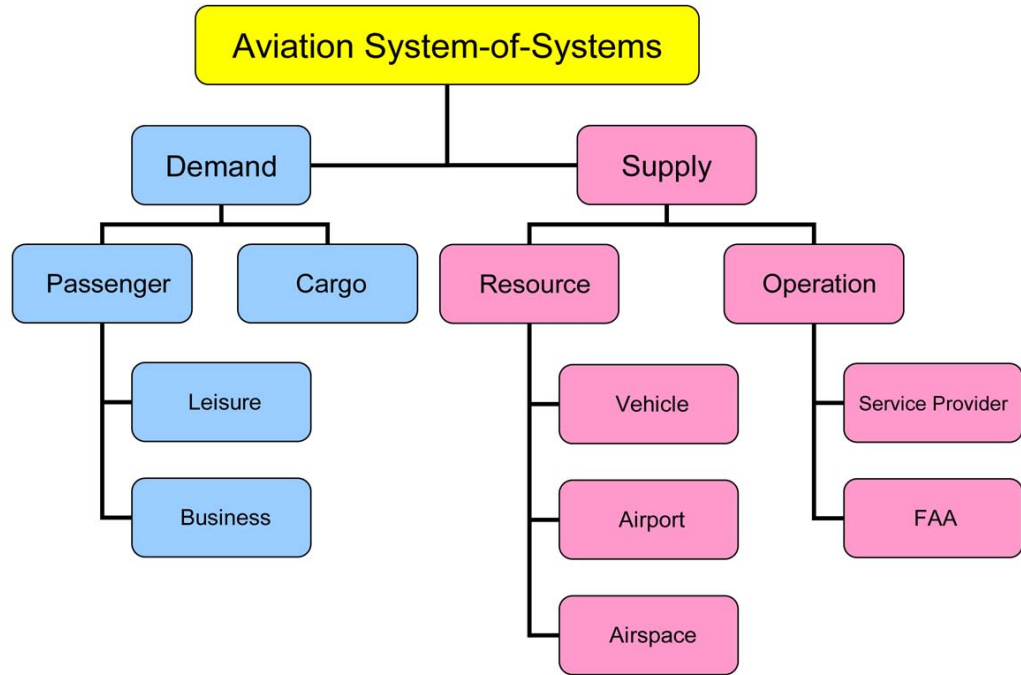 Aviation System-of-Systems
Demand
Supply
Passenger
Cargo
Resource
Operation
Leisure
Vehicle
Service Provider
Business
Airport
FAA
Airspace